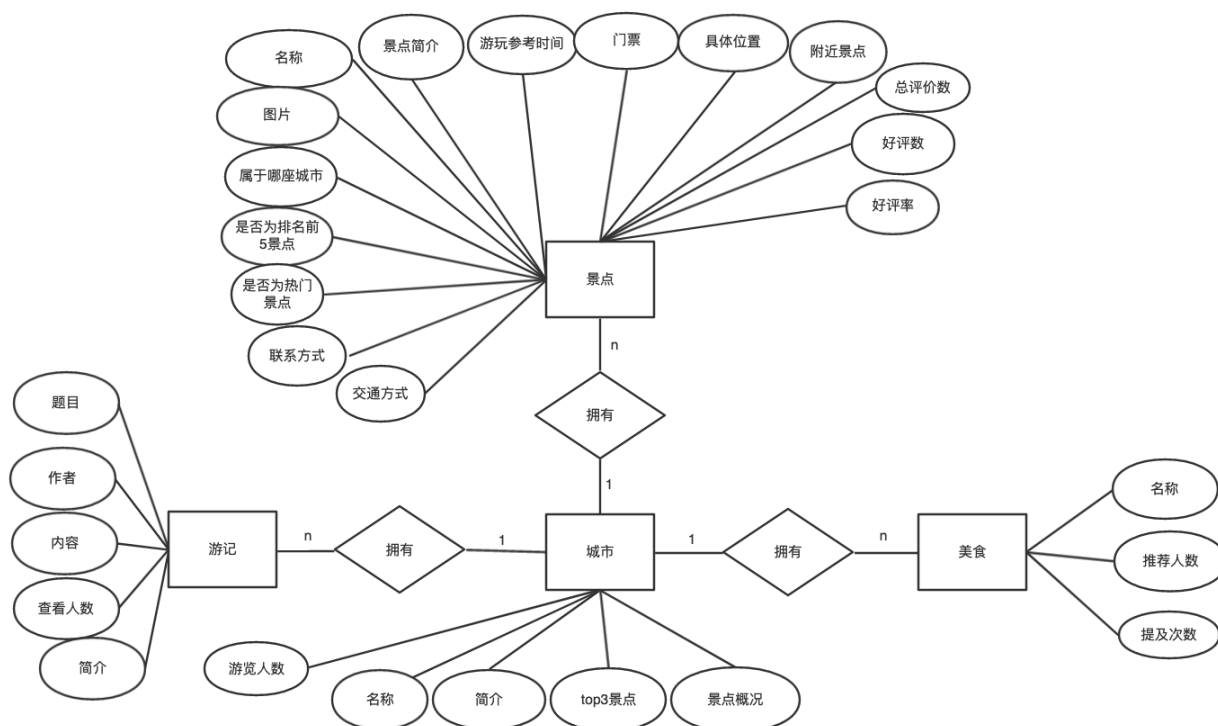 名称
景点简介
游玩参考时间
门票
具体位置
附近景点
总评价数
图片
好评数
属于哪座城市
好评率
是否为排名前
5景点
是否为热门
景点
景点
联系方式
n
交通方式
题目
拥有
作者
1
名称
内容
游记
n
拥有
1
城市
1
拥有
n
美食
推荐人数
查看人数
提及次数
简介
游览人数
名称
简介
top3景点
景点概况